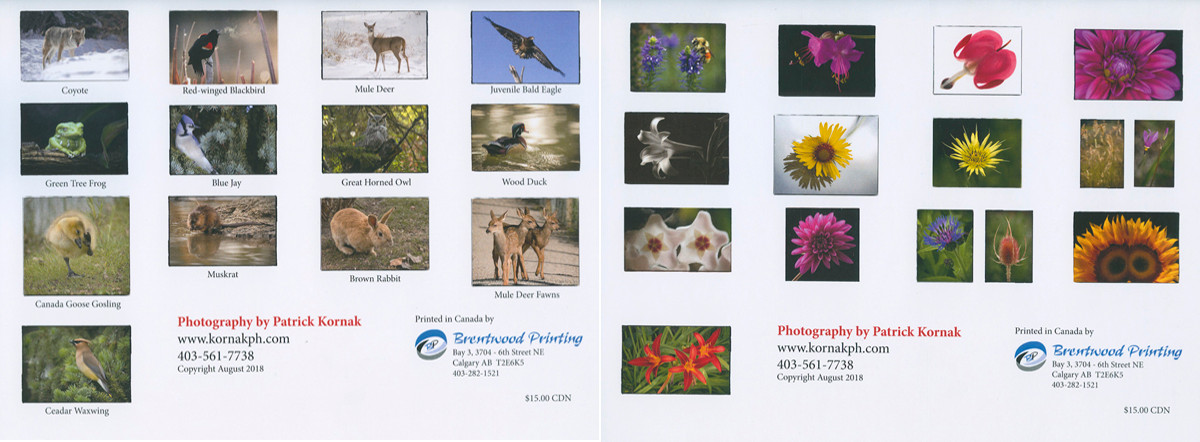 Coyote
Red-winged Blackbird
Mule Deer
Juvenile Bald Eagle
Green Tree Frog
Blue Jay
Great Horned Owl
Wood Duck
Canada Goose Gosling
Muskrat
Brown Rabbit
Mule Deer Fawns
Ceadar Waxwing
Photography by Patrick Kornak
www.kornakph.com
403-561-7738
Copyright August 2018
Printed in Canada by
BP Brentwood Printing
Bay 3, 3704 - 6th Street NE
Calgary AB T2E6K5
403-282-1521
$15.00 CDN
Photography by Patrick Kornak
www.kornakph.com
403-561-7738
Copyright August 2018
Printed in Canada by
BP Brentwood Printing
Bay 3, 3704 - 6th Street NE
Calgary AB T2E6K5
403-282-1521
$15.00 CDN